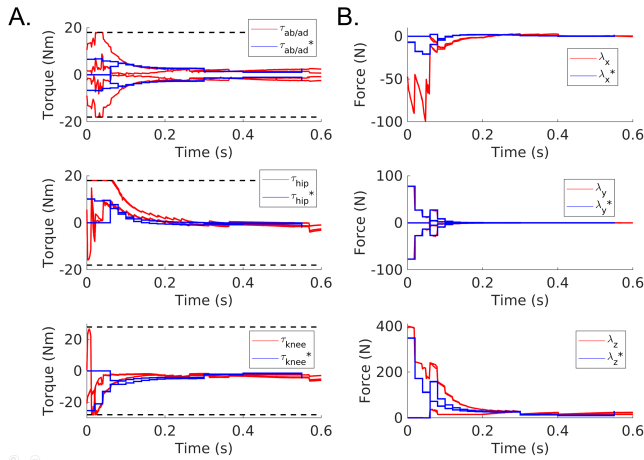 A.
B.
20
0
-20
Torque (Nm)
τab/ad
τab/ad*
0 0.2 0.4 0.6
Time (s)
0
-50
-100
Force (N)
λx
λx*
0 0.2 0.4 0.6
Time (s)
20
0
-20
Torque (Nm)
τhip
τhip*
0 0.2 0.4 0.6
Time (s)
100
0
-100
Force (N)
λy
λy*
0 0.2 0.4 0.6
Time (s)
20
0
-20
Torque (Nm)
τknee
τknee*
0 0.2 0.4 0.6
Time (s)
400
200
0
Force (N)
λz
λz*
0 0.2 0.4 0.6
Time (s)